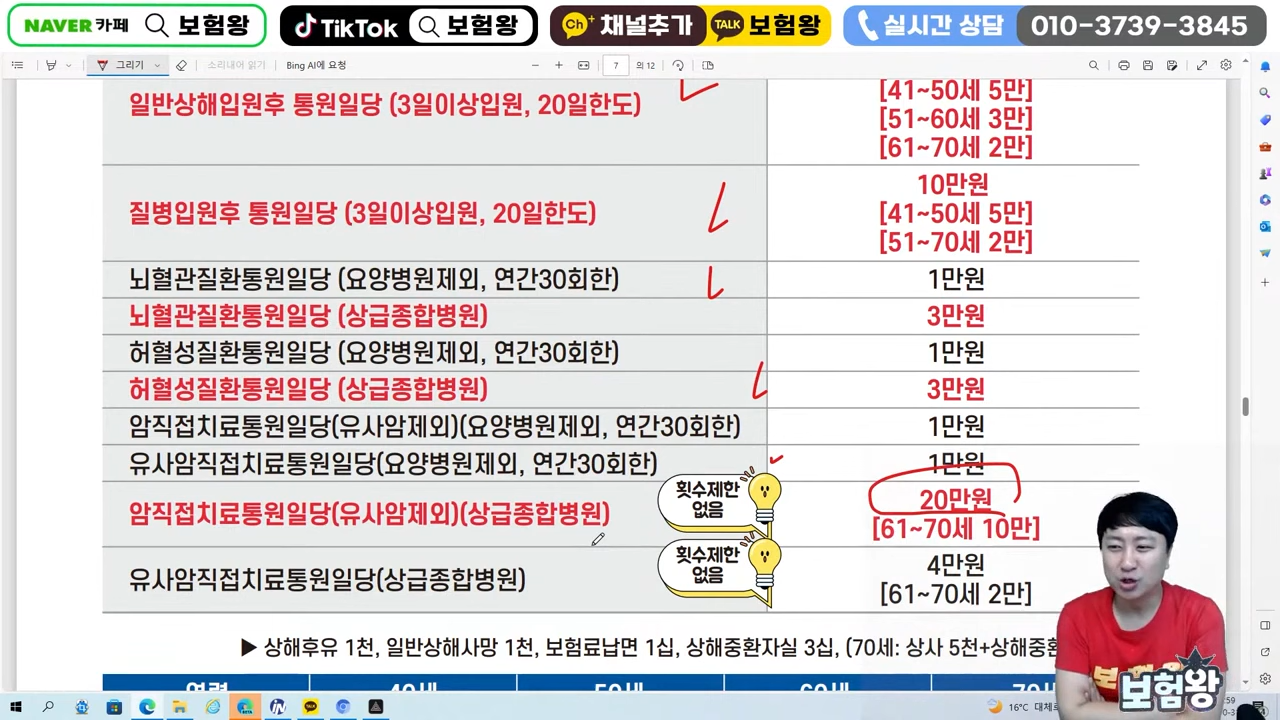 NAVER 카페 보험왕
TikTok 보험왕
Ch+ 채널추가 TALK 보험왕
실시간 상담 010-3739-3845
그리기 소리내어 읽기 Bing AI에 요청
7 의 12
일반상해입원후 통원일당 (3일이상입원, 20일한도)
[41~50세 5만]
[51~60세 3만]
[61~70세 2만]
질병입원후 통원일당 (3일이상입원, 20일한도)
10만원
[41~50세 5만]
[51~70세 2만]
뇌혈관질환통원일당 (요양병원제외, 연간30회한) 1만원
뇌혈관질환통원일당 (상급종합병원) 3만원
허혈성질환통원일당 (요양병원제외, 연간30회한) 1만원
허혈성질환통원일당 (상급종합병원) 3만원
암직접치료통원일당(유사암제외)(요양병원제외, 연간30회한) 1만원
유사암직접치료통원일당(요양병원제외, 연간30회한) 1만원
암직접치료통원일당(유사암제외)(상급종합병원)
횟수제한
없음
20만원
[61~70세 10만]
유사암직접치료통원일당(상급종합병원)
횟수제한
없음
4만원
[61~70세 2만]
▶ 상해후유 1천, 일반상해사망 1천, 보험료납면 1십, 상해중환자실 3십, (70세: 상사 5천+상해중환
연령 40세 50세 60세 70세
보험왕
16°C